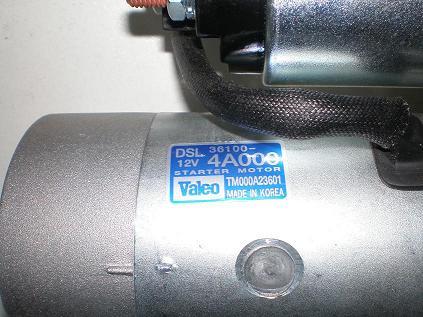 DSL 36100-
12V 4A000
STARTER MOTOR
Valeo TM000A23601
MADE IN KOREA